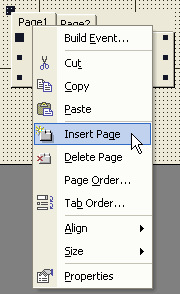 Page1 Page2
Build Event...
Cut
Copy
Paste
Insert Page
Delete Page
Page Order...
Tab Order...
Align
Size
Properties